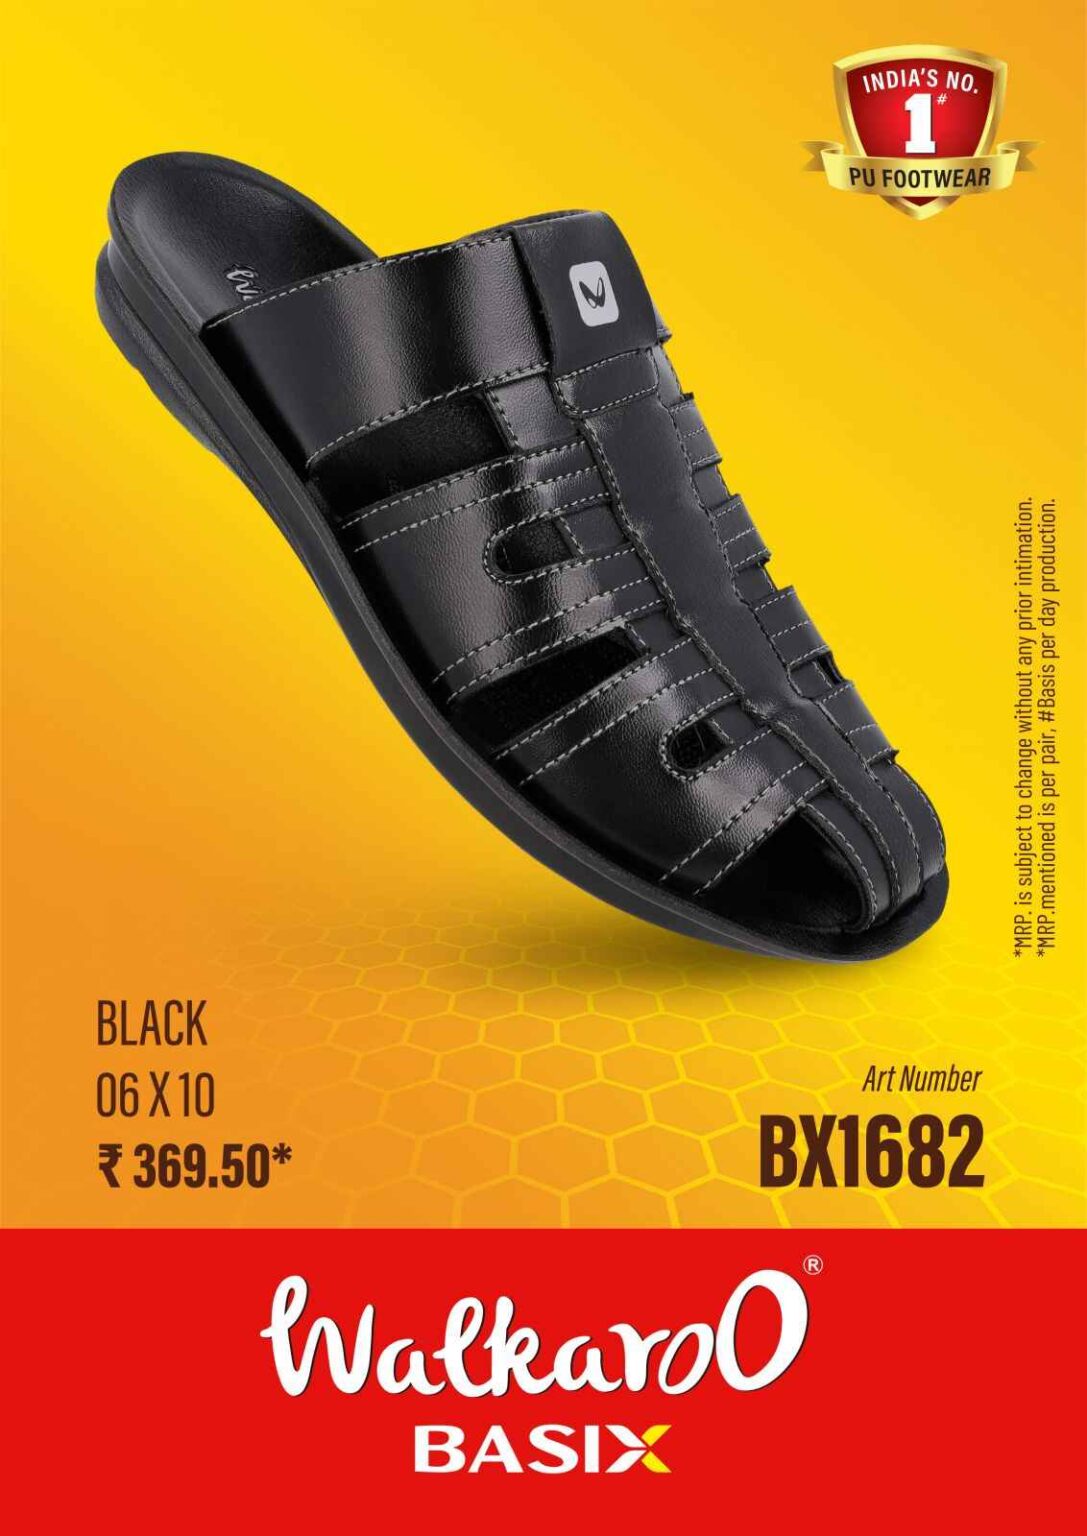 INDIA'S NO.
1#
PU FOOTWEAR
*MRP. is subject to change without any prior intimation.
*MRP.mentioned is per pair, #Basis per day production.
BLACK
06 X 10
₹ 369.50*
Art Number
BX1682
Walkaroo®
BASIX